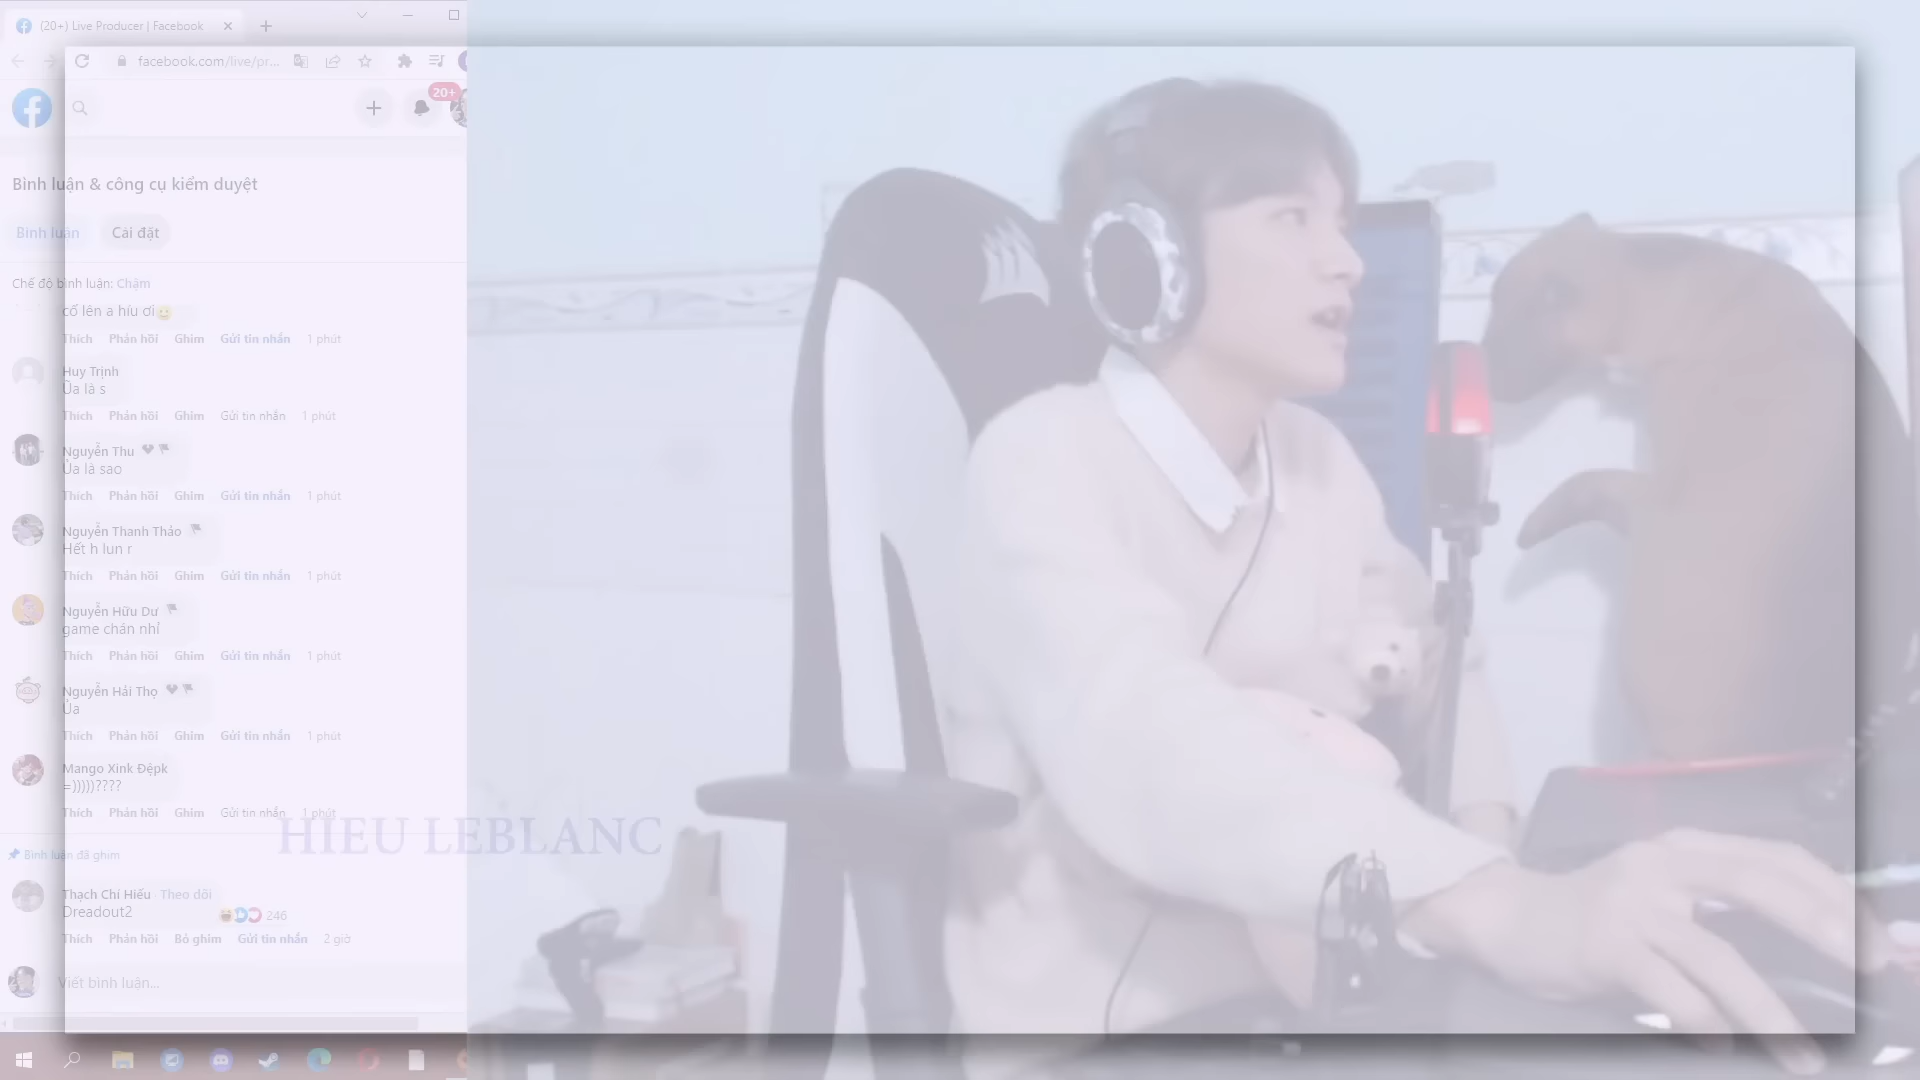 (20+) Live Producer | Facebook
facebook.com/live/pr...
20+
Bình luận & công cụ kiểm duyệt
Bình luận
Cài đặt
Chế độ bình luận: Chậm
cố lên a híu ơi
Thích Phản hồi Ghim Gửi tin nhắn 1 phút
Huy Trịnh
Ủa là s
Thích Phản hồi Ghim Gửi tin nhắn 1 phút
Nguyễn Thu
Ủa là sao
Thích Phản hồi Ghim Gửi tin nhắn 1 phút
Nguyễn Thanh Thảo
Hết h lun r
Thích Phản hồi Ghim Gửi tin nhắn 1 phút
Nguyễn Hữu Dư
game chán nhỉ
Thích Phản hồi Ghim Gửi tin nhắn 1 phút
Nguyễn Hải Thọ
Ủa
Thích Phản hồi Ghim Gửi tin nhắn 1 phút
Mango Xink Đệpk
=)))))????
Thích Phản hồi Ghim Gửi tin nhắn 1 phút
HIEU LEBLANC
Bình luận đã ghim
Thạch Chí Hiếu · Theo dõi
Dreadout2
246
Thích Phản hồi Bỏ ghim Gửi tin nhắn 2 giờ
Viết bình luận...